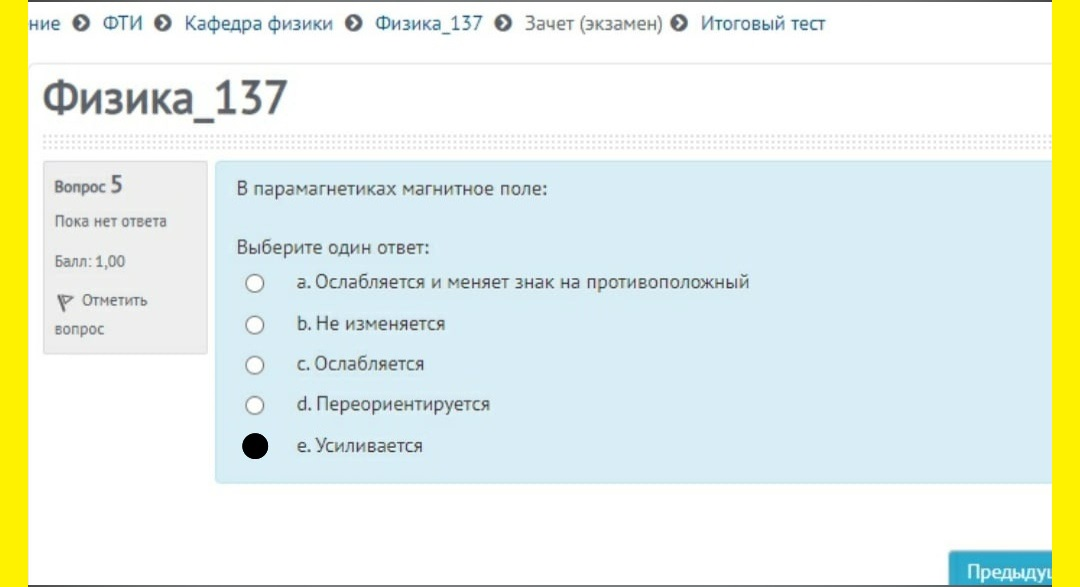 ние ФТИ Кафедра физики Физика_137 Зачет (экзамен) Итоговый тест
Физика_137
Вопрос 5
Пока нет ответа
Балл: 1,00
Отметить
вопрос
В парамагнетиках магнитное поле:
Выберите один ответ:
a. Ослабляется и меняет знак на противоположный
b. Не изменяется
c. Ослабляется
d. Переориентируется
e. Усиливается
Предыдущ